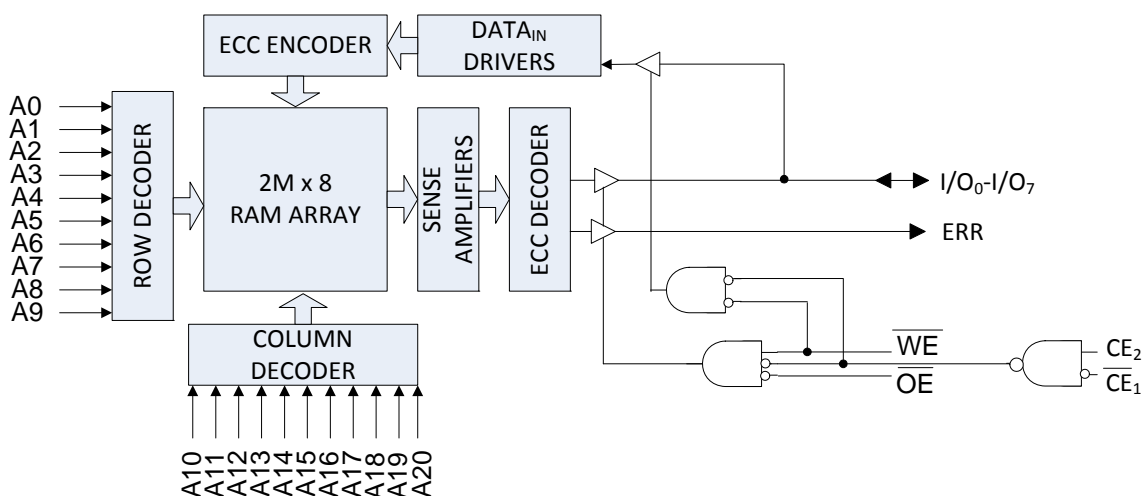 ECC ENCODER
DATAIN
DRIVERS
A0
A1
A2
A3
A4
A5
A6
A7
A8
A9
ROW DECODER
2M x 8
RAM ARRAY
SENSE
AMPLIFIERS
ECC DECODER
I/O0-I/O7
ERR
COLUMN
DECODER
WE
OE
CE2
CE1
A10
A11
A12
A13
A14
A15
A16
A17
A18
A19
A20